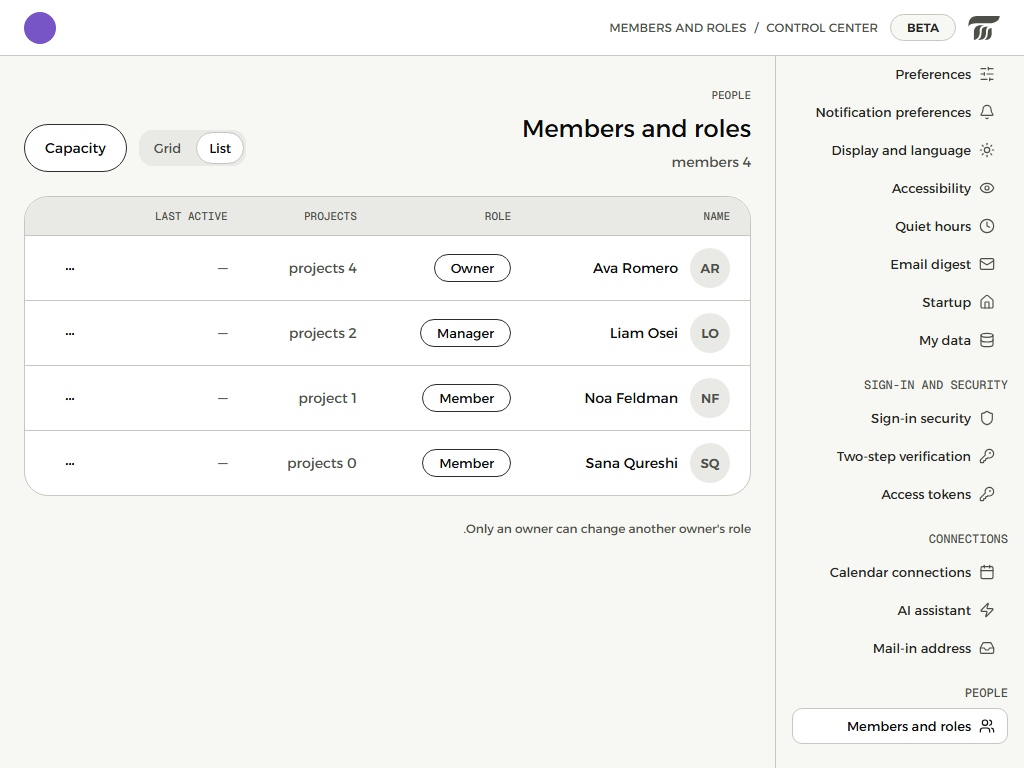 MEMBERS AND ROLES / CONTROL CENTER
BETA
PEOPLE
Members and roles
members 4
Capacity
Grid
List
NAME
ROLE
PROJECTS
LAST ACTIVE
AR
Ava Romero
Owner
projects 4
—
...
LO
Liam Osei
Manager
projects 2
—
...
NF
Noa Feldman
Member
project 1
—
...
SQ
Sana Qureshi
Member
projects 0
—
...
.Only an owner can change another owner's role
Preferences
Notification preferences
Display and language
Accessibility
Quiet hours
Email digest
Startup
My data
SIGN-IN AND SECURITY
Sign-in security
Two-step verification
Access tokens
CONNECTIONS
Calendar connections
AI assistant
Mail-in address
PEOPLE
Members and roles